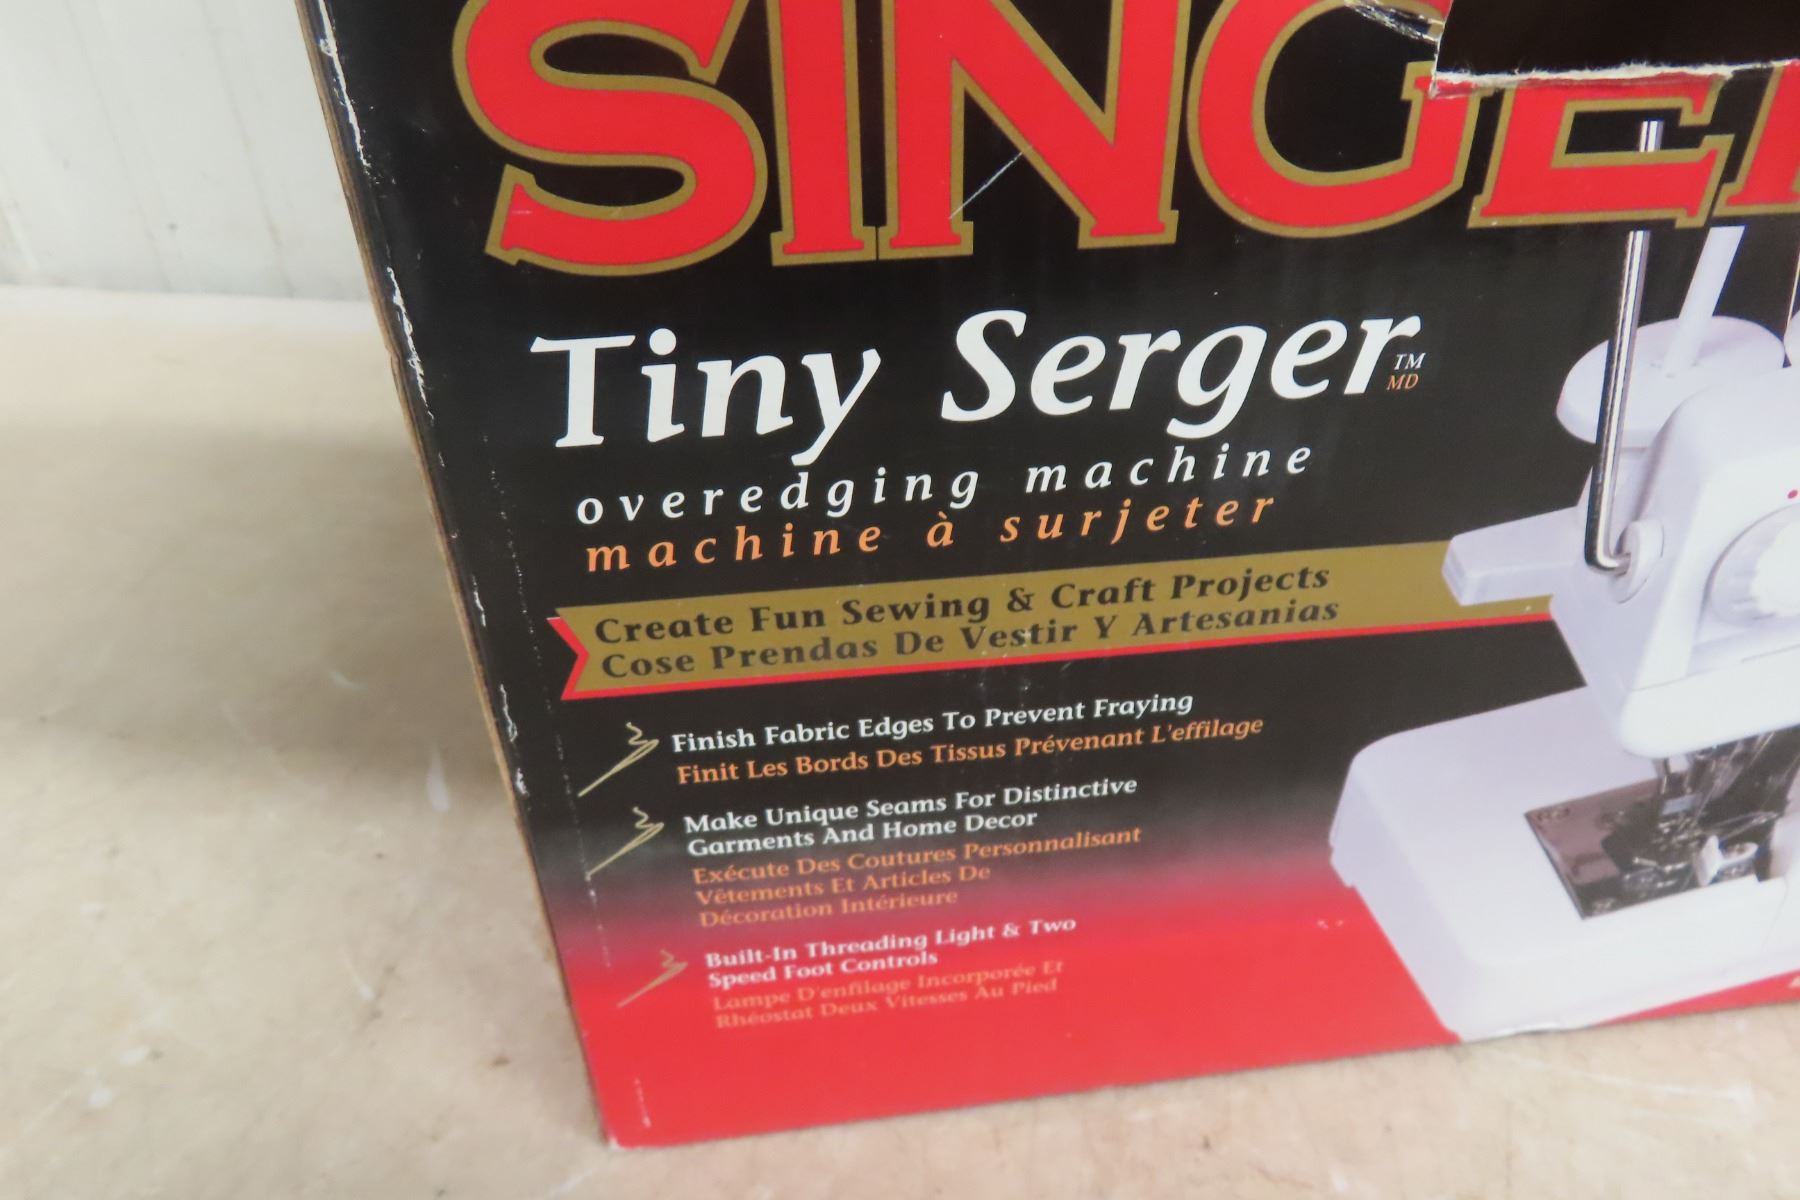 SINGE
Tiny Serger TM
MD
overedging machine
machine à surjeter
Create Fun Sewing & Craft Projects
Cose Prendas De Vestir Y Artesanias
Finish Fabric Edges To Prevent Fraying
Finit Les Bords Des Tissus Prévenant L'effilage
Make Unique Seams For Distinctive
Garments And Home Decor
Exécute Des Coutures Personnalisant
Vêtements Et Articles De
Décoration Intérieure
Built-In Threading Light & Two
Speed Foot Controls
Lampe D'enfilage Incorporée Et
Rhéostat Deux Vitesses Au Pied